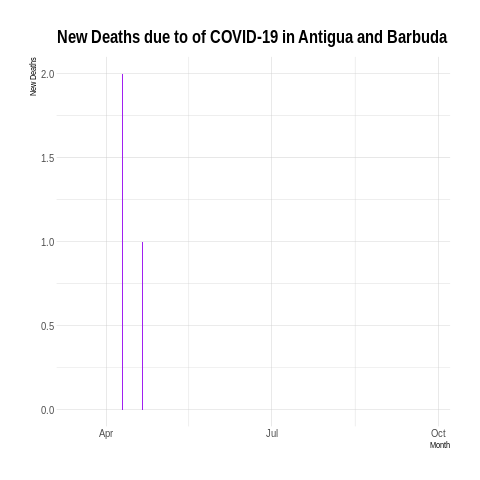 New Deaths due to of COVID-19 in Antigua and Barbuda
New Deaths
2.0
1.5
1.0
0.5
0.0
Apr Jul Oct
Month